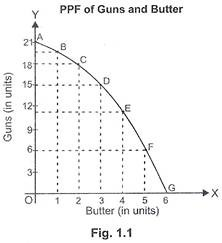 PPF of Guns and Butter
Y
A
21
B
18
C
15
D
Guns (in units)
12
E
9
6
F
3
G
O
1 2 3 4 5 6
X
Butter (in units)
Fig. 1.1